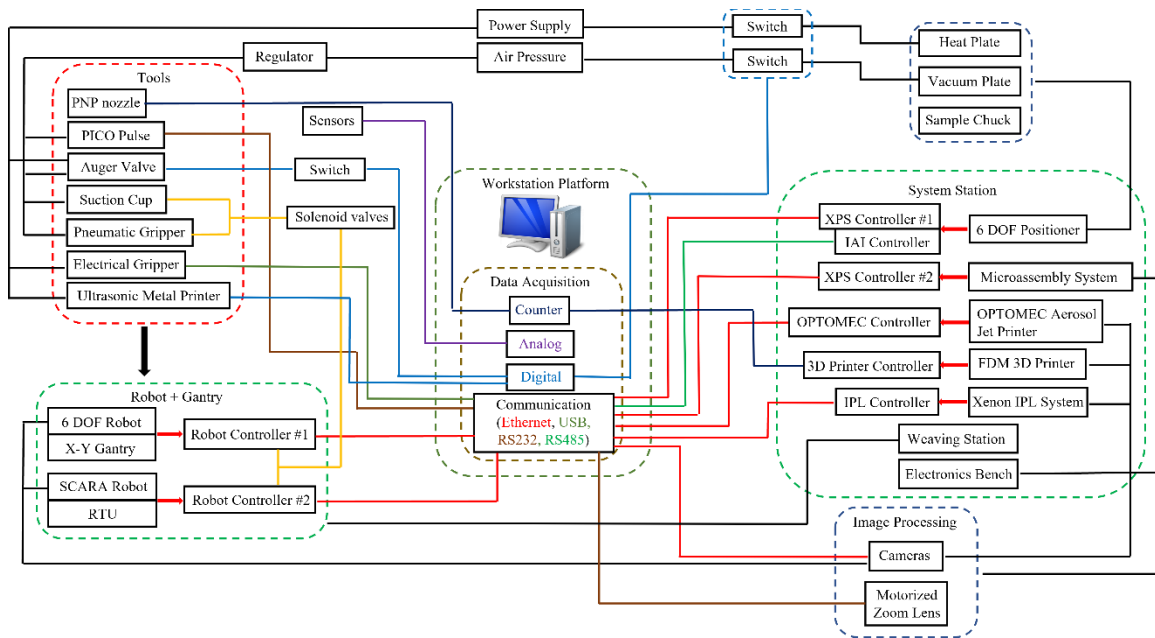 Power Supply
Switch
Regulator
Air Pressure
Switch
Heat Plate
Vacuum Plate
Sample Chuck
Tools
PNP nozzle
PICO Pulse
Auger Valve
Suction Cup
Pneumatic Gripper
Electrical Gripper
Ultrasonic Metal Printer
Sensors
Switch
Solenoid valves
Workstation Platform
Data Acquisition
Counter
Analog
Digital
Communication
(Ethernet, USB,
RS232, RS485)
System Station
XPS Controller #1
IAI Controller
6 DOF Positioner
XPS Controller #2
Microassembly System
OPTOMEC Controller
OPTOMEC Aerosol
Jet Printer
3D Printer Controller
FDM 3D Printer
IPL Controller
Xenon IPL System
Weaving Station
Electronics Bench
Robot + Gantry
6 DOF Robot
X-Y Gantry
Robot Controller #1
SCARA Robot
RTU
Robot Controller #2
Image Processing
Cameras
Motorized
Zoom Lens